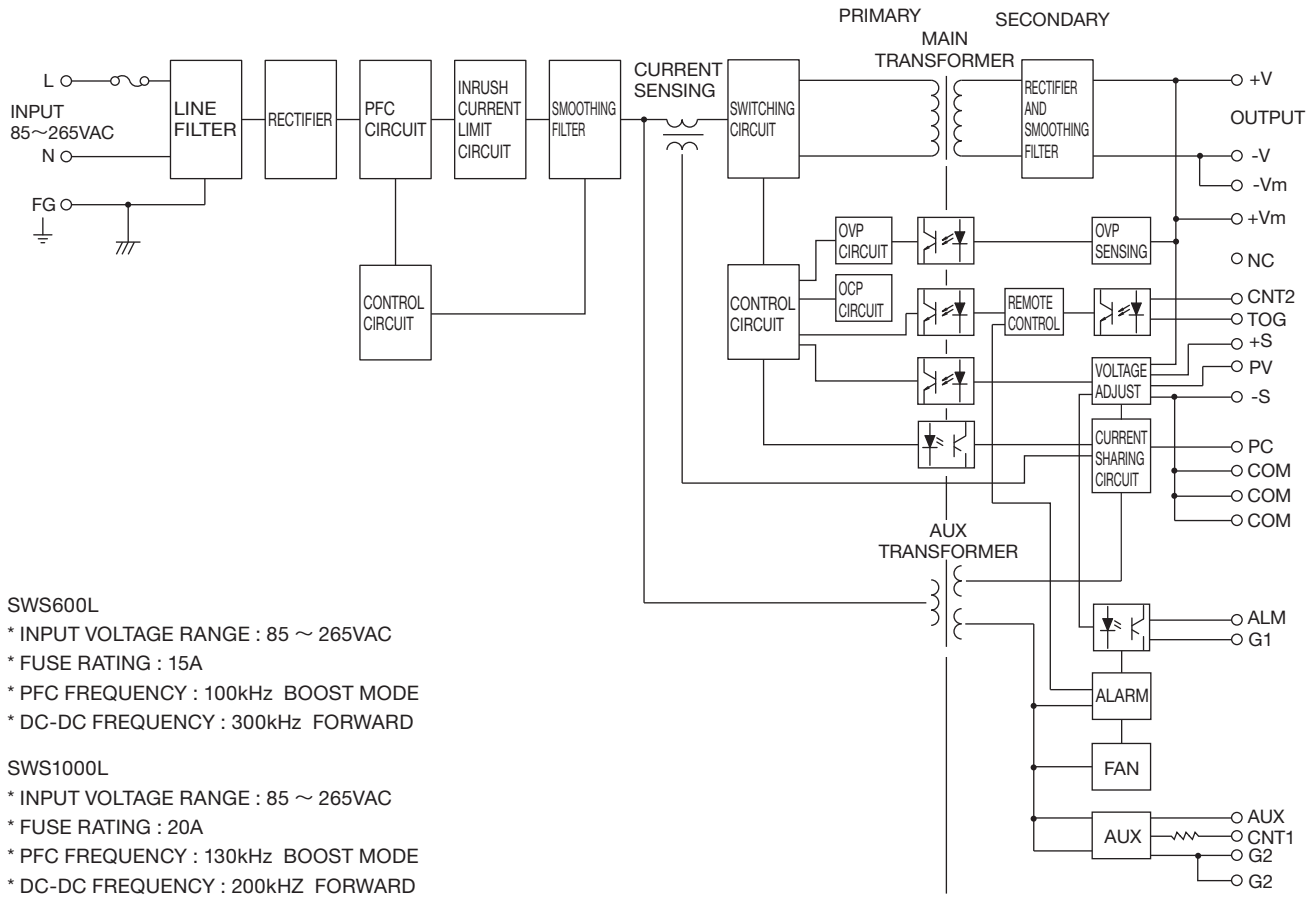 PRIMARY
SECONDARY
MAIN
TRANSFORMER
L
INPUT
85～265VAC
N
FG
LINE
FILTER
RECTIFIER
PFC
CIRCUIT
INRUSH
CURRENT
LIMIT
CIRCUIT
SMOOTHING
FILTER
CURRENT
SENSING
SWITCHING
CIRCUIT
RECTIFIER
AND
SMOOTHING
FILTER
+V
OUTPUT
-V
-Vm
+Vm
NC
CNT2
TOG
+S
PV
-S
PC
COM
COM
COM
CONTROL
CIRCUIT
CONTROL
CIRCUIT
OVP
CIRCUIT
OCP
CIRCUIT
OVP
SENSING
REMOTE
CONTROL
VOLTAGE
ADJUST
CURRENT
SHARING
CIRCUIT
AUX
TRANSFORMER
ALM
G1
ALARM
FAN
AUX
AUX
CNT1
G2
G2
SWS600L
* INPUT VOLTAGE RANGE : 85 ～ 265VAC
* FUSE RATING : 15A
* PFC FREQUENCY : 100kHz BOOST MODE
* DC-DC FREQUENCY : 300kHz FORWARD
SWS1000L
* INPUT VOLTAGE RANGE : 85 ～ 265VAC
* FUSE RATING : 20A
* PFC FREQUENCY : 130kHz BOOST MODE
* DC-DC FREQUENCY : 200kHZ FORWARD